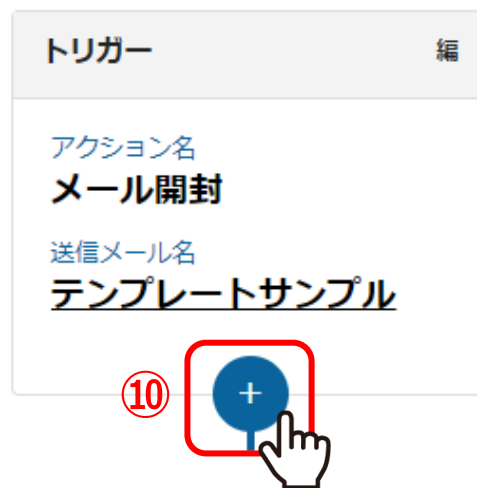 トリガー 編
アクション名
メール開封
送信メール名
テンプレートサンプル
⑩ +